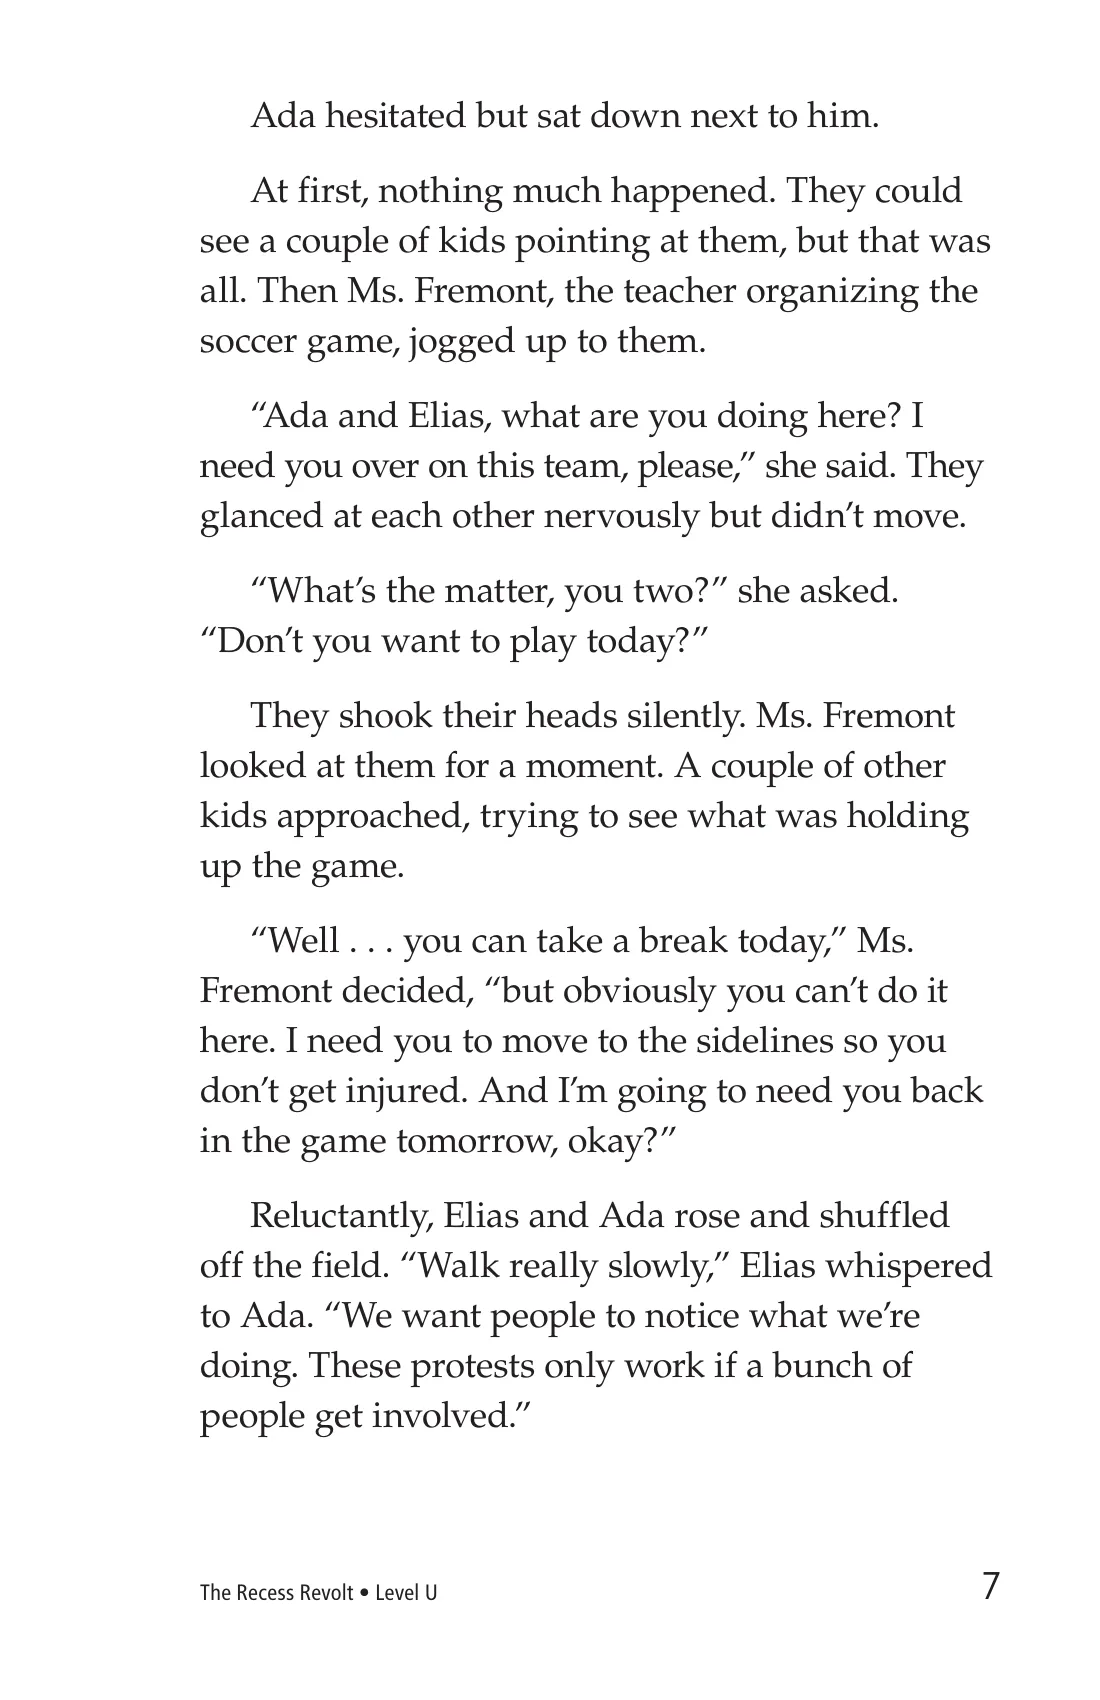 Ada hesitated but sat down next to him.
At first, nothing much happened. They could
see a couple of kids pointing at them, but that was
all. Then Ms. Fremont, the teacher organizing the
soccer game, jogged up to them.
“Ada and Elias, what are you doing here? I
need you over on this team, please,” she said. They
glanced at each other nervously but didn’t move.
“What’s the matter, you two?” she asked.
“Don’t you want to play today?”
They shook their heads silently. Ms. Fremont
looked at them for a moment. A couple of other
kids approached, trying to see what was holding
up the game.
“Well . . . you can take a break today,” Ms.
Fremont decided, “but obviously you can’t do it
here. I need you to move to the sidelines so you
don’t get injured. And I’m going to need you back
in the game tomorrow, okay?”
Reluctantly, Elias and Ada rose and shuffled
off the field. “Walk really slowly,” Elias whispered
to Ada. “We want people to notice what we’re
doing. These protests only work if a bunch of
people get involved.”
The Recess Revolt • Level U
7